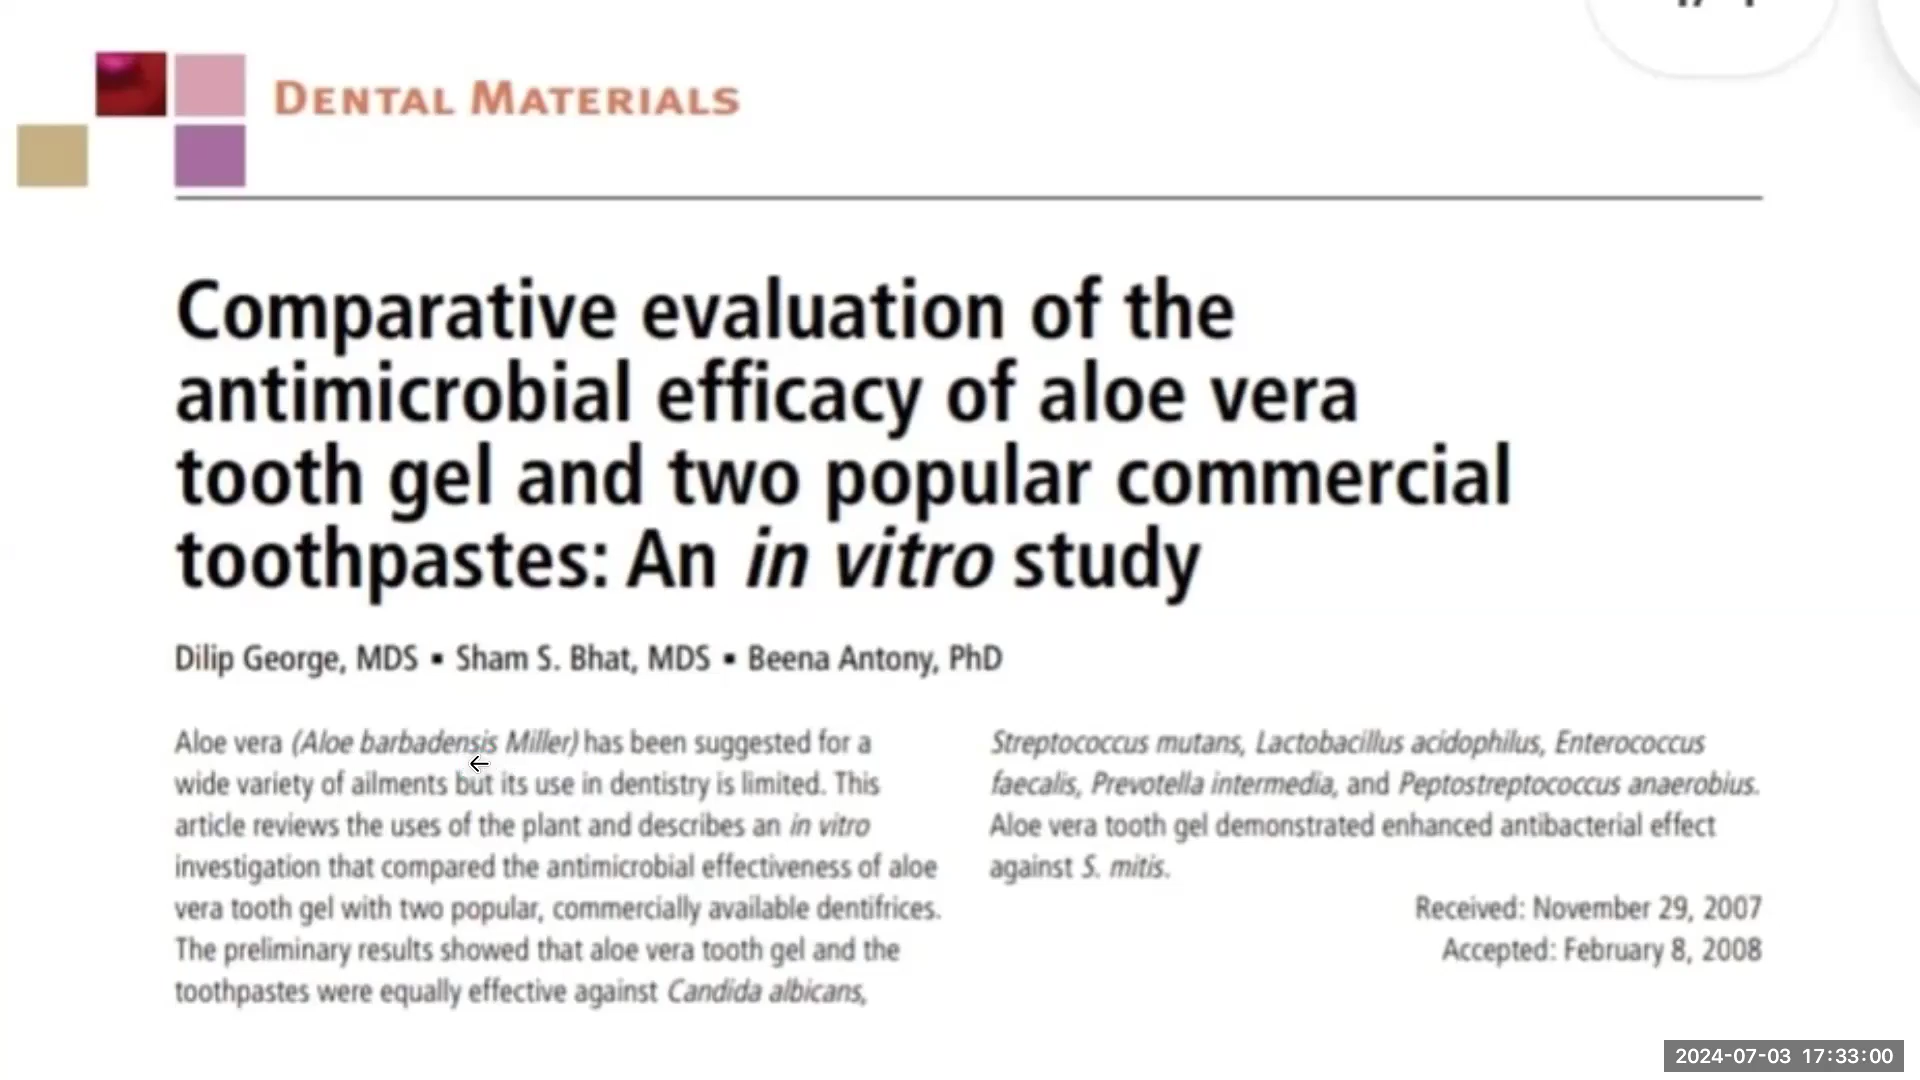 DENTAL MATERIALS
Comparative evaluation of the
antimicrobial efficacy of aloe vera
tooth gel and two popular commercial
toothpastes: An in vitro study
Dilip George, MDS ▪ Sham S. Bhat, MDS ▪ Beena Antony, PhD
Aloe vera (Aloe barbadensis Miller) has been suggested for a
wide variety of ailments but its use in dentistry is limited. This
article reviews the uses of the plant and describes an in vitro
investigation that compared the antimicrobial effectiveness of aloe
vera tooth gel with two popular, commercially available dentifrices.
The preliminary results showed that aloe vera tooth gel and the
toothpastes were equally effective against Candida albicans,
Streptococcus mutans, Lactobacillus acidophilus, Enterococcus
faecalis, Prevotella intermedia, and Peptostreptococcus anaerobius.
Aloe vera tooth gel demonstrated enhanced antibacterial effect
against S. mitis.
Received: November 29, 2007
Accepted: February 8, 2008
2024-07-03 17:33:00